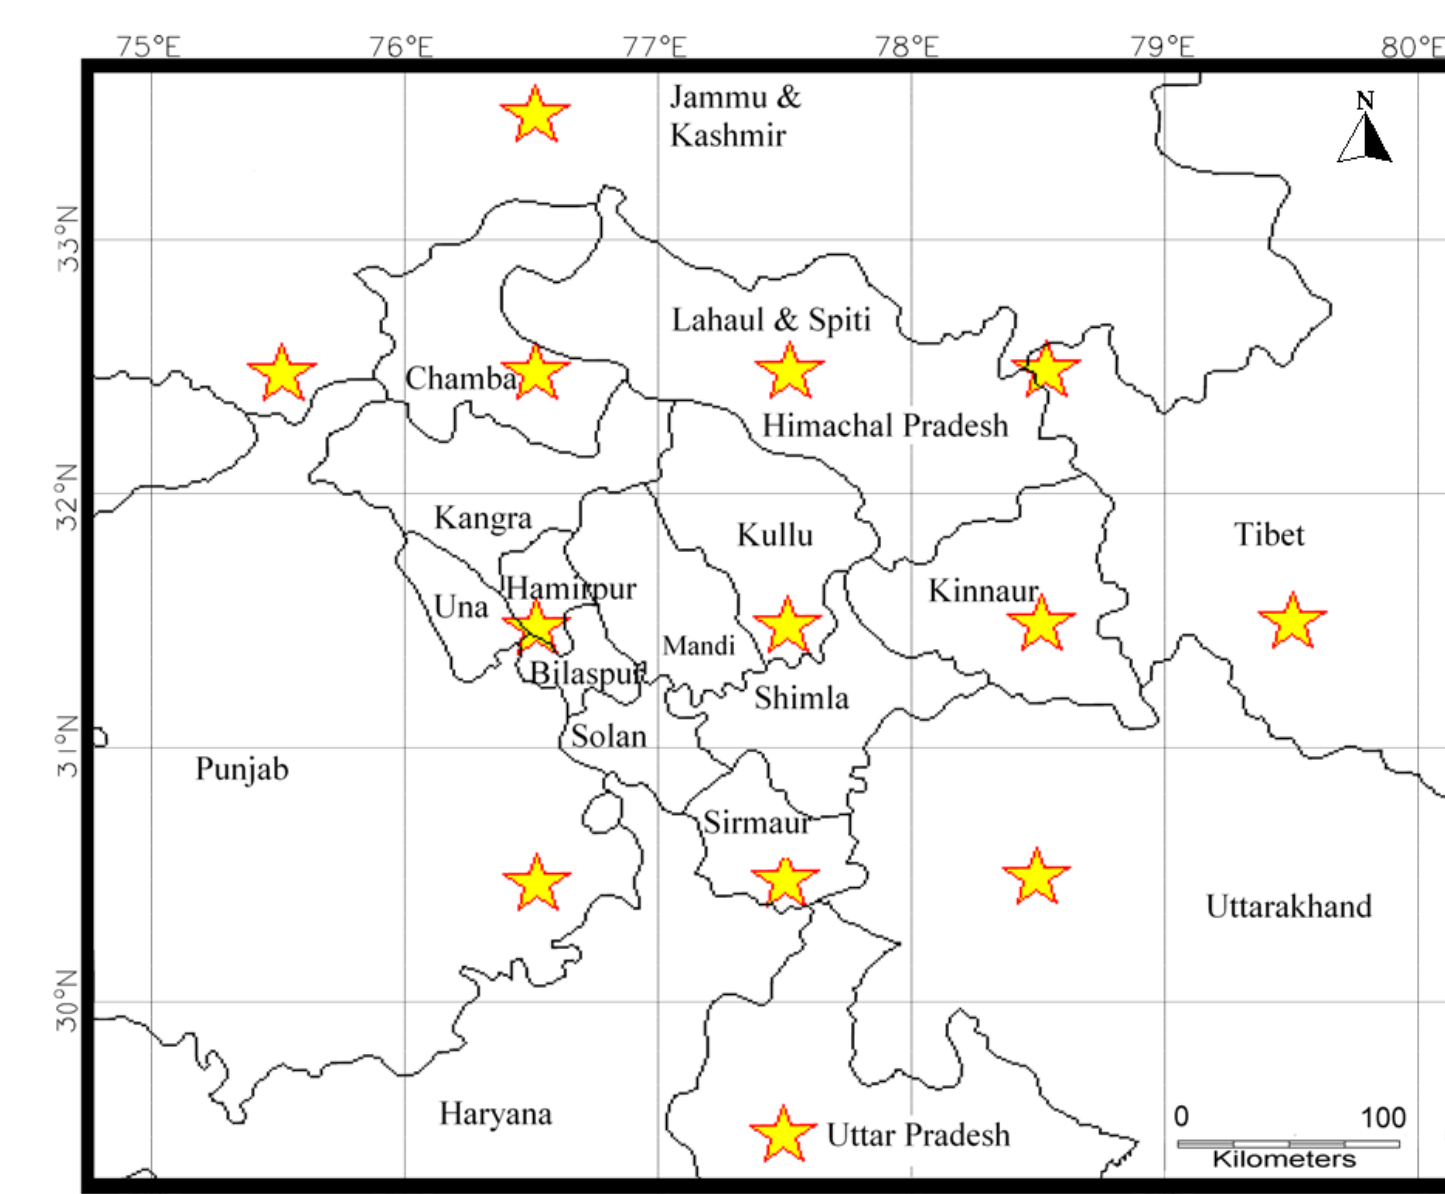 75°E 76°E 77°E 78°E 79°E 80°E
Jammu &
Kashmir
N
33°N
Lahaul & Spiti
Chamba
Himachal Pradesh
32°N
Kangra
Kullu
Tibet
Hamirpur
Kinnaur
Una
Mandi
Bilaspur
Shimla
Solan
31°N
Punjab
Sirmaur
Uttarakhand
30°N
Haryana
Uttar Pradesh
0 100
Kilometers